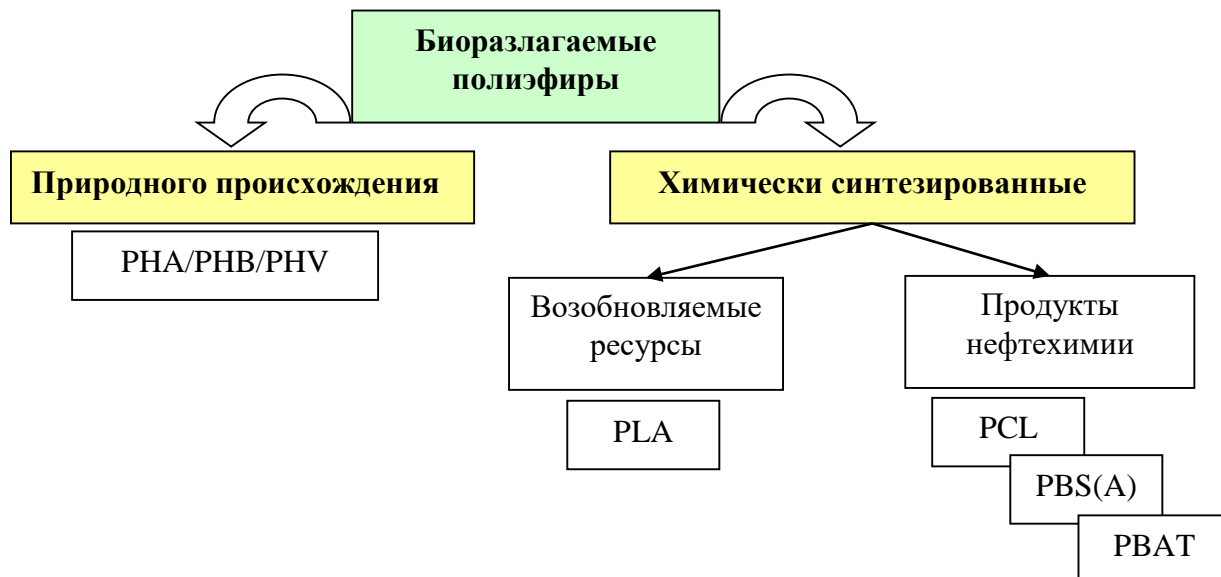 Биоразлагаемые
полиэфиры
Природного происхождения
Химически синтезированные
PHA/PHB/PHV
Возобновляемые
ресурсы
Продукты
нефтехимии
PLA
PCL
PBS(A)
PBAT